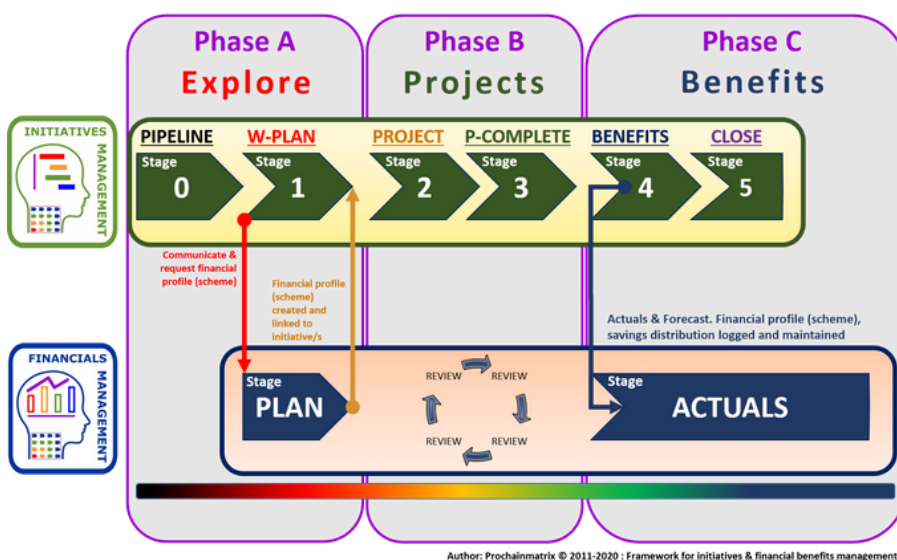 Phase A
Explore
Phase B
Projects
Phase C
Benefits
INITIATIVES
MANAGEMENT
PIPELINE
W-PLAN
PROJECT
P-COMPLETE
BENEFITS
CLOSE
Stage
0
Stage
1
Stage
2
Stage
3
Stage
4
Stage
5
Communicate &
request financial
profile (scheme)
Financial profile
(scheme)
created and
linked to
initiative/s
Actuals & Forecast. Financial profile (scheme),
savings distribution logged and maintained
FINANCIALS
MANAGEMENT
Stage
PLAN
REVIEW
REVIEW
REVIEW
REVIEW
Stage
ACTUALS
Author: Prochainmatrix © 2011-2020 : Framework for initiatives & financial benefits management